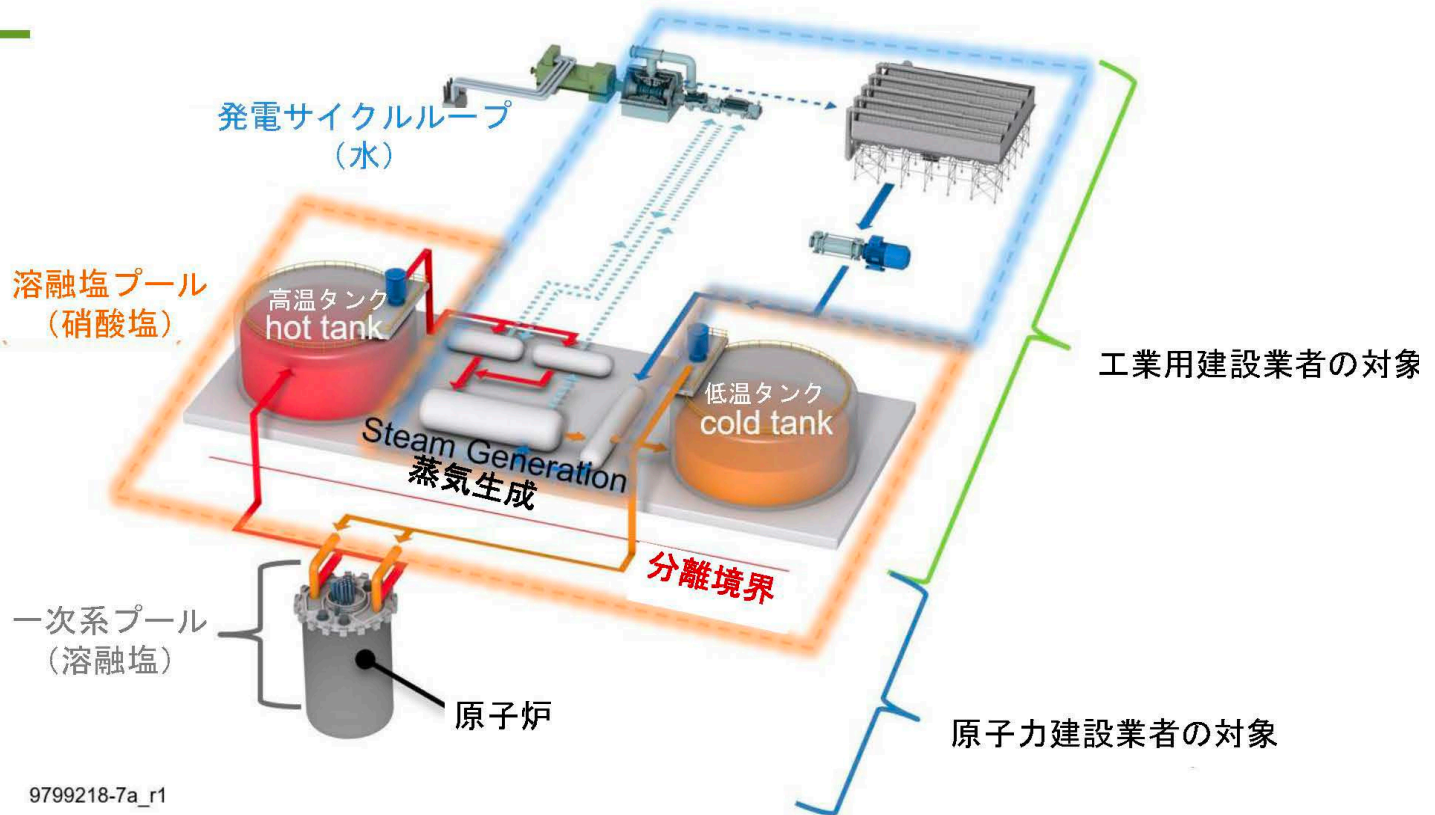 発電サイクルループ
（水）
溶融塩プール
（硝酸塩）
高温タンク
hot tank
低温タンク
cold tank
Steam Generation
蒸気生成
分離境界
工業用建設業者の対象
一次系プール
（溶融塩）
原子炉
原子力建設業者の対象
9799218-7a_r1